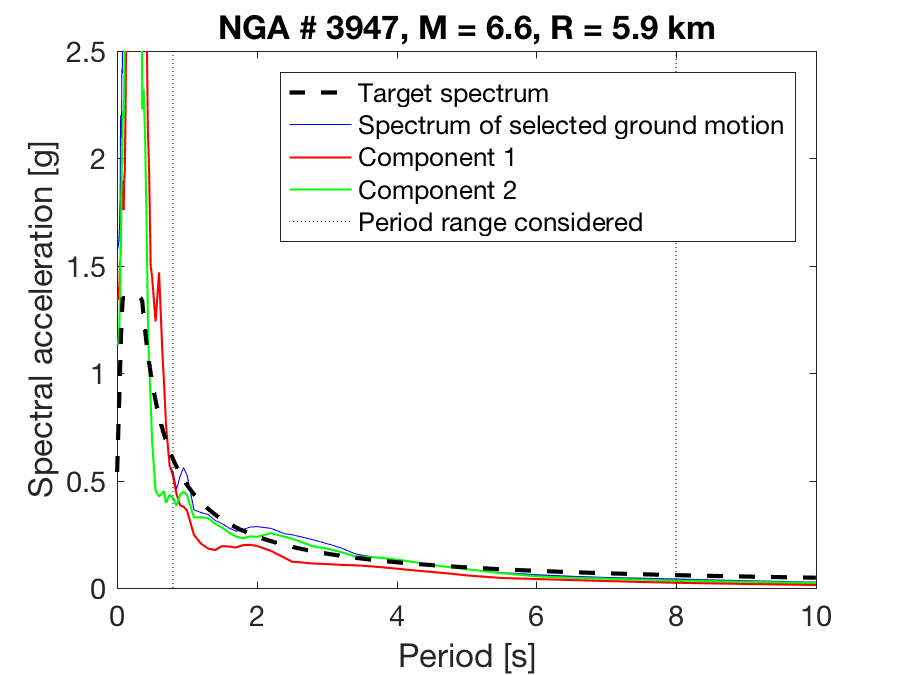 NGA # 3947, M = 6.6, R = 5.9 km
Spectral acceleration [g]
2.5
2
1.5
1
0.5
0
Target spectrum
Spectrum of selected ground motion
Component 1
Component 2
Period range considered
0 2 4 6 8 10
Period [s]